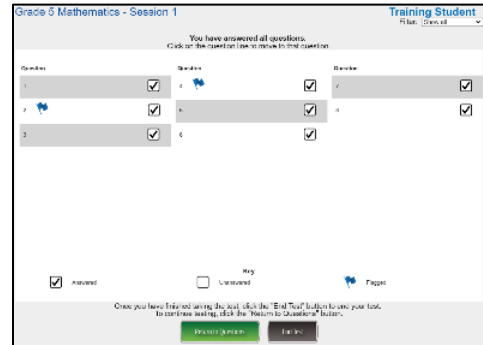 Grade 5 Mathematics - Session 1
Training Student
Filter: Show all
You have answered all questions.
Click on the question line to move to that question
Question
Question
Question
1
4
7
2
5
8
3
6
Key
Answered
Unanswered
Flagged
Once you have finished taking the test, click the "End Test" button to end your test.
To continue testing, click the "Return to Questions" button.
Return to Questions
End Test